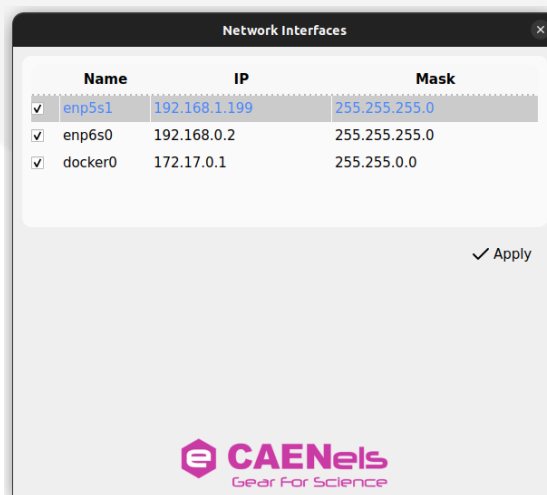 Network Interfaces
Name IP Mask
enp5s1 192.168.1.199 255.255.255.0
enp6s0 192.168.0.2 255.255.255.0
docker0 172.17.0.1 255.255.0.0
Apply
e CAENels
Gear For Science